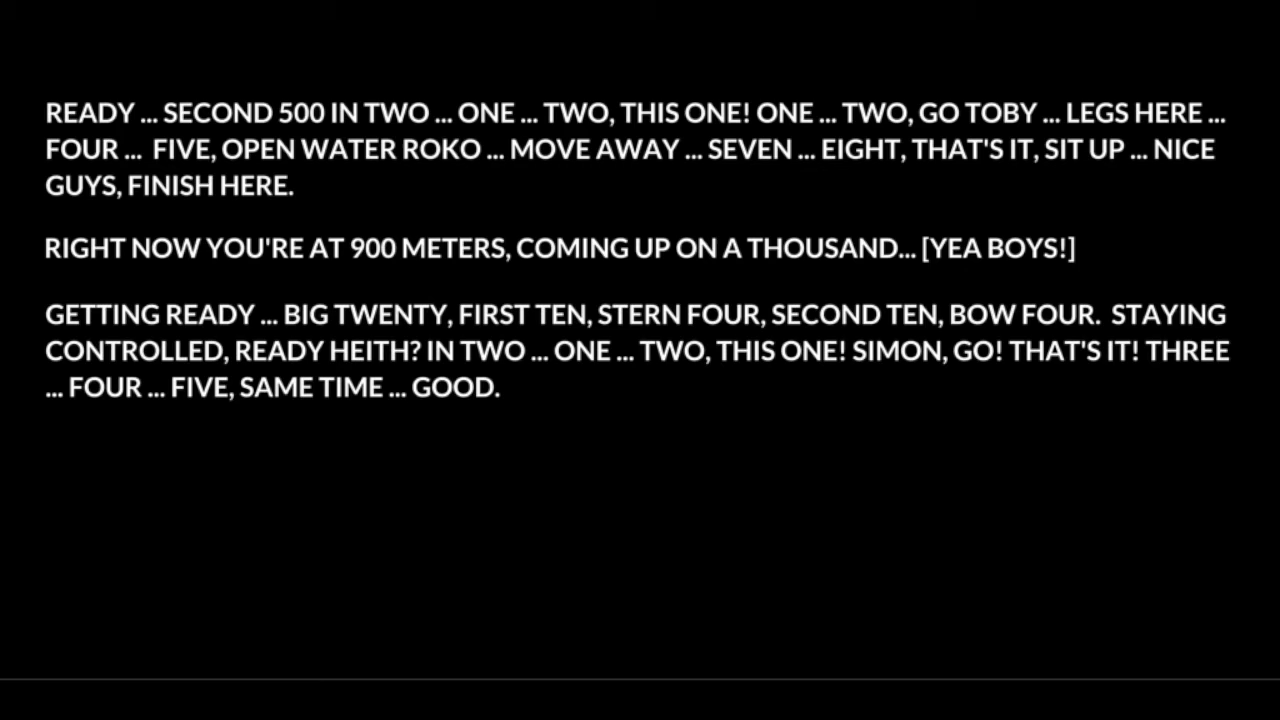 READY ... SECOND 500 IN TWO ... ONE ... TWO, THIS ONE! ONE ... TWO, GO TOBY ... LEGS HERE ...
FOUR ...  FIVE, OPEN WATER ROKO ... MOVE AWAY ... SEVEN ... EIGHT, THAT'S IT, SIT UP ... NICE
GUYS, FINISH HERE.
RIGHT NOW YOU'RE AT 900 METERS, COMING UP ON A THOUSAND... [YEA BOYS!]
GETTING READY ... BIG TWENTY, FIRST TEN, STERN FOUR, SECOND TEN, BOW FOUR.  STAYING
CONTROLLED, READY HEITH? IN TWO ... ONE ... TWO, THIS ONE! SIMON, GO! THAT'S IT! THREE
... FOUR ... FIVE, SAME TIME ... GOOD.